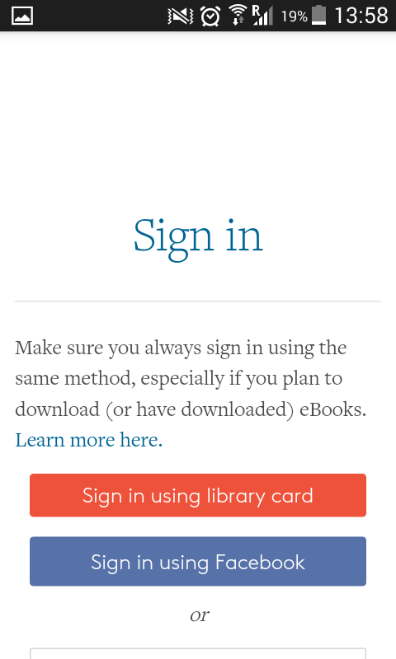 R 19% 13:58
Sign in
Make sure you always sign in using the
same method, especially if you plan to
download (or have downloaded) eBooks.
Learn more here.
Sign in using library card
Sign in using Facebook
or